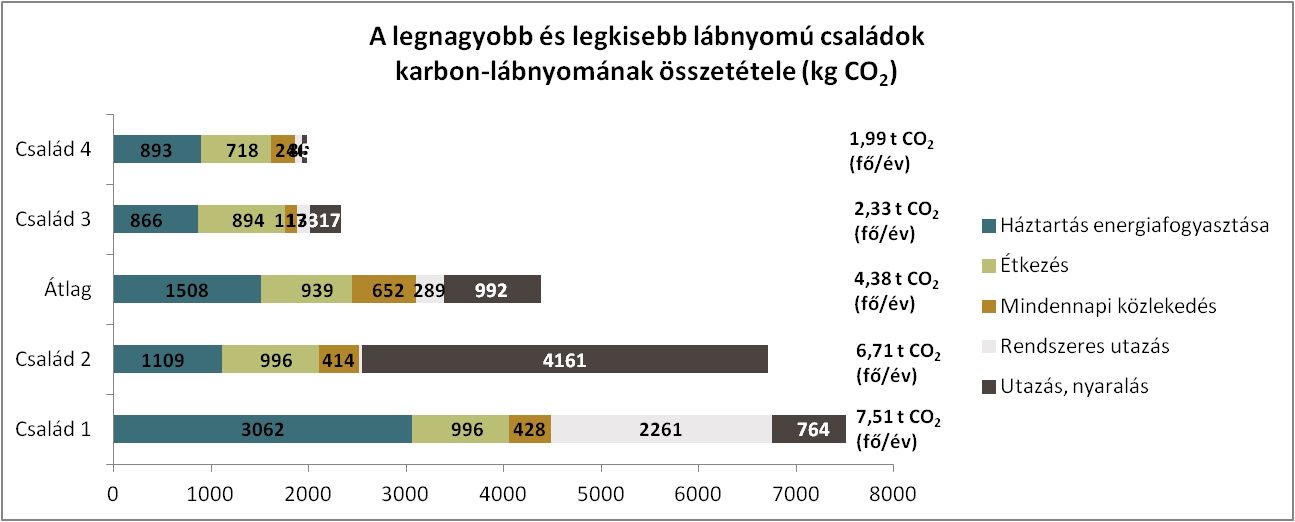 A legnagyobb és legkisebb lábnyomú családok
karbon-lábnyomának összetétele (kg CO₂)
Család 4
893 718
1,99 t CO₂
(fő/év)
Család 3
866 894 317
2,33 t CO₂
(fő/év)
Átlag
1508 939 652 289 992
4,38 t CO₂
(fő/év)
Család 2
1109 996 414 4161
6,71 t CO₂
(fő/év)
Család 1
3062 996 428 2261 764
7,51 t CO₂
(fő/év)
0 1000 2000 3000 4000 5000 6000 7000 8000
Háztartás energiafogyasztása
Étkezés
Mindennapi közlekedés
Rendszeres utazás
Utazás, nyaralás